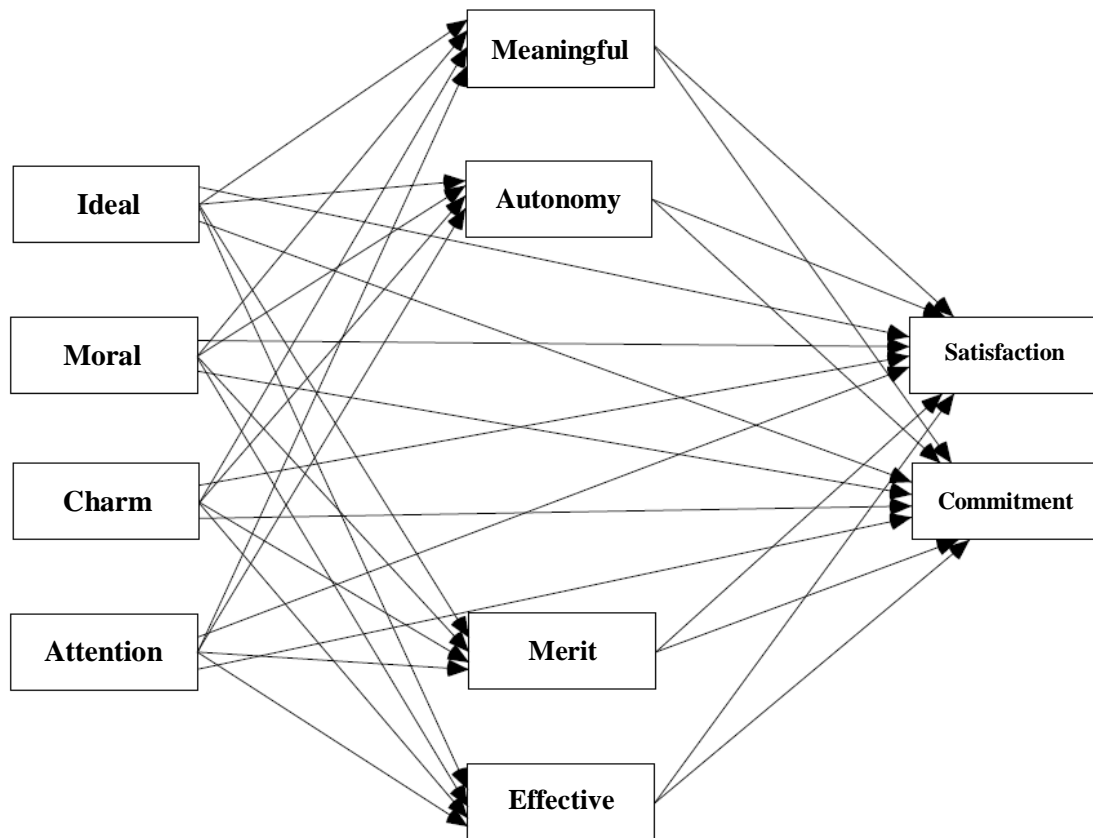 Meaningful
Ideal
Autonomy
Moral
Satisfaction
Charm
Commitment
Attention
Merit
Effective